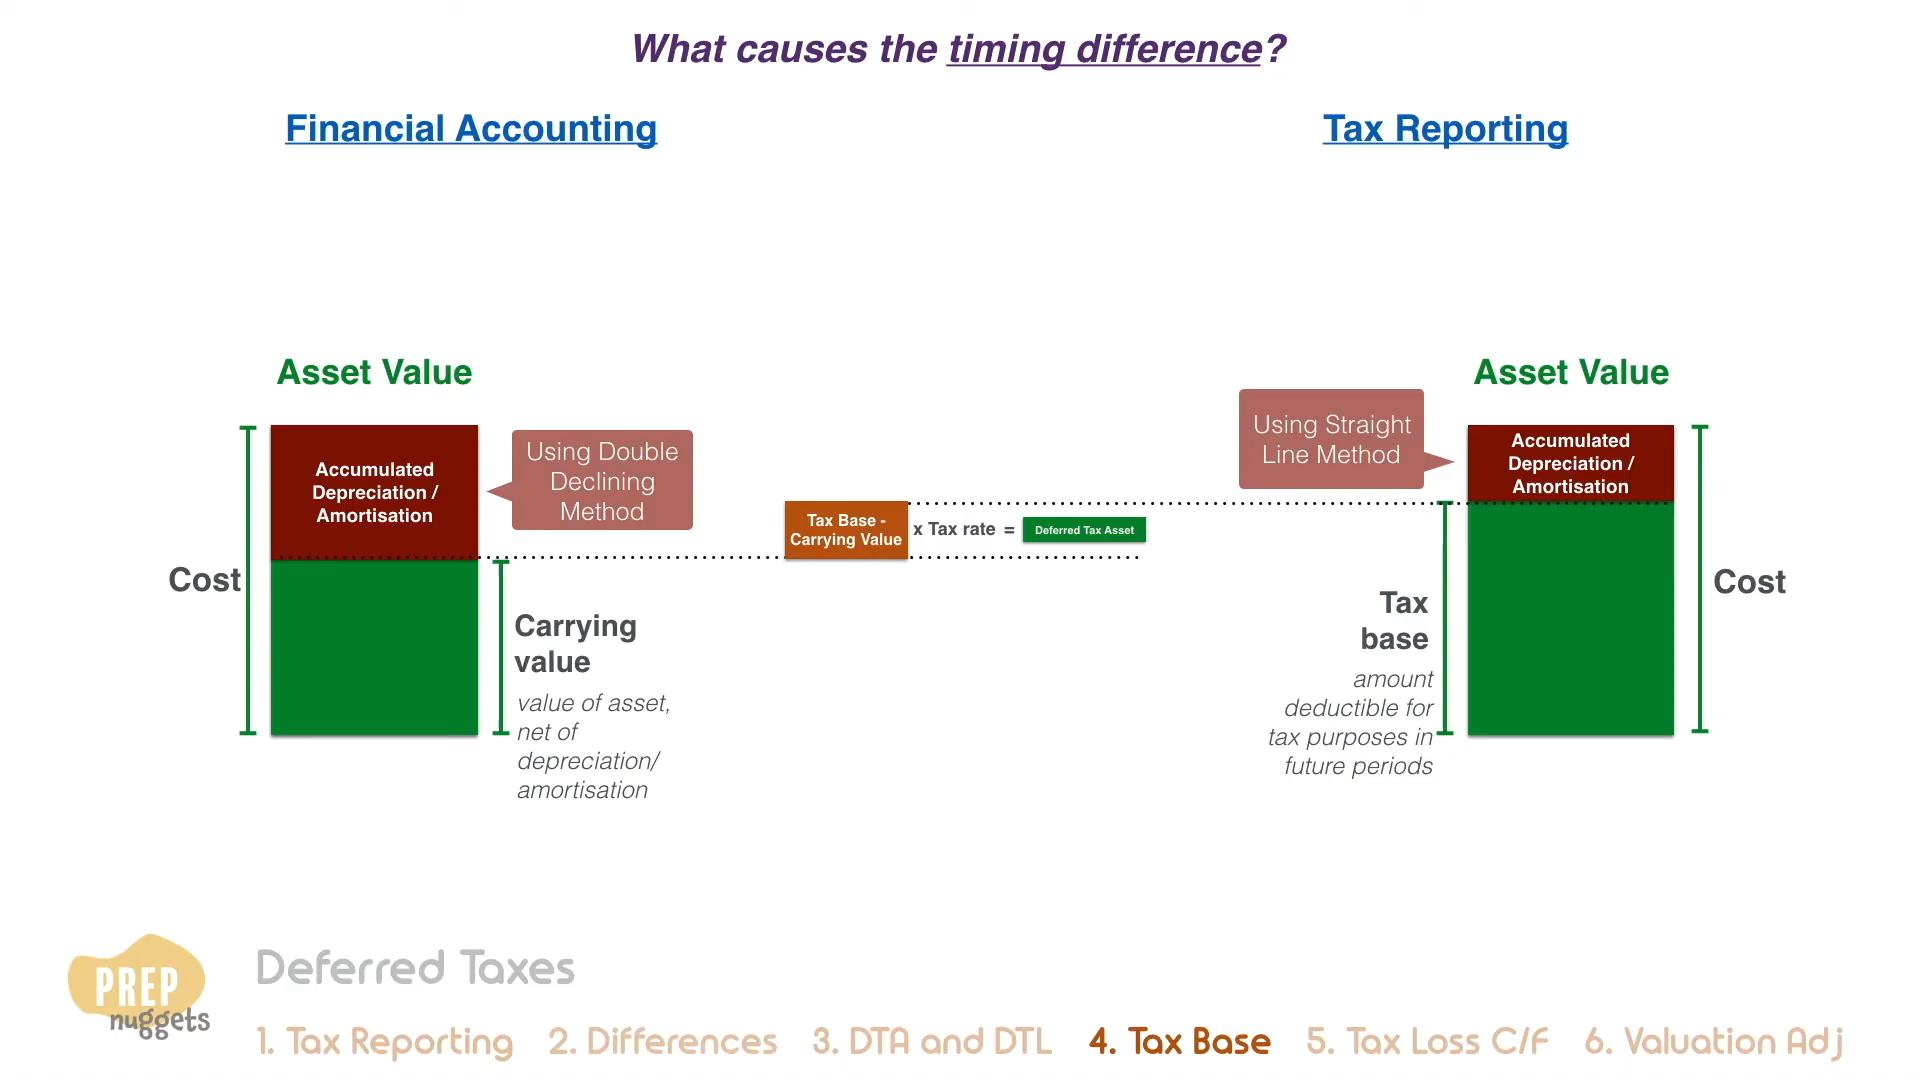 What causes the timing difference?
Financial Accounting
Tax Reporting
Asset Value
Asset Value
Accumulated
Depreciation /
Amortisation
Using Double
Declining
Method
Using Straight
Line Method
Accumulated
Depreciation /
Amortisation
Tax Base -
Carrying Value
x Tax rate =
Deferred Tax Asset
Cost
Cost
Carrying
value
value of asset,
net of
depreciation/
amortisation
Tax
base
amount
deductible for
tax purposes in
future periods
PREP
nuggets
Deferred Taxes
1. Tax Reporting 2. Differences 3. DTA and DTL 4. Tax Base 5. Tax Loss C/F 6. Valuation Adj